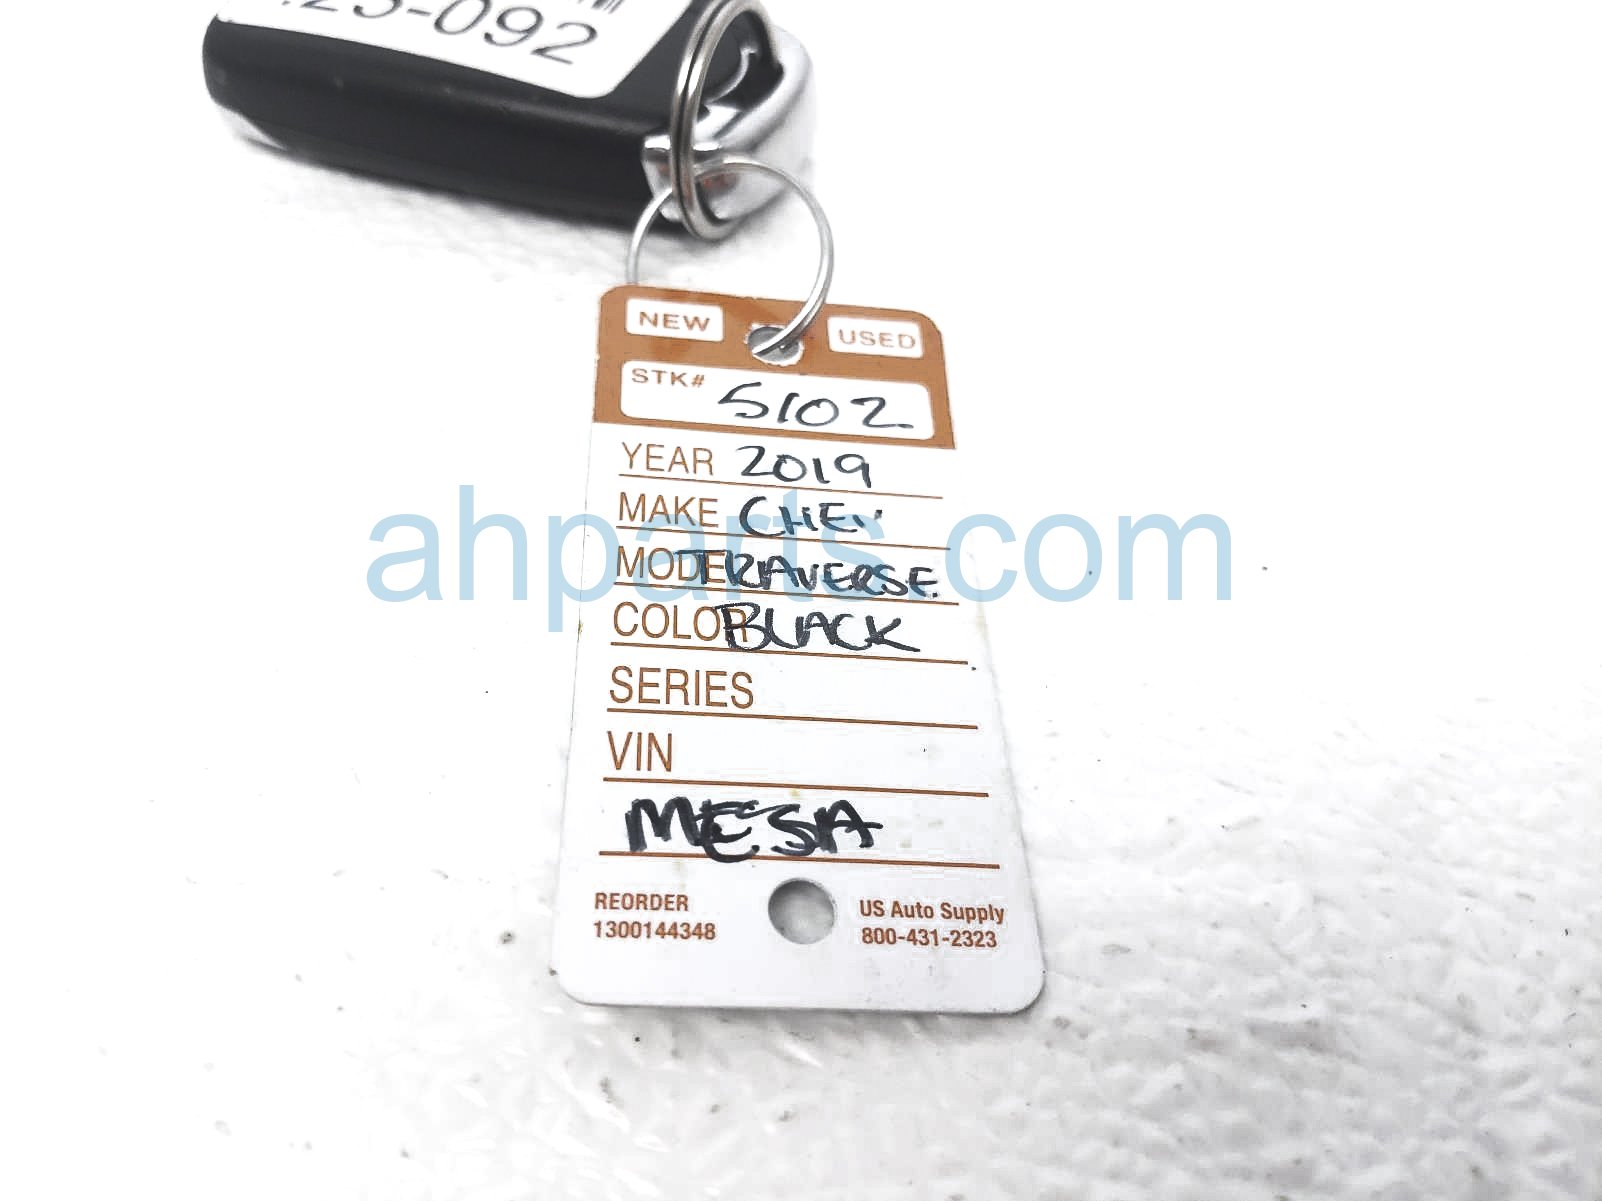 -092
NEW USED
STK# 5102
YEAR 2019
MAKE CHEV
MODEL TRAVERSE
COLOR BLACK
SERIES
VIN
MESA
REORDER
1300144348
US Auto Supply
800-431-2323
ahparts.com